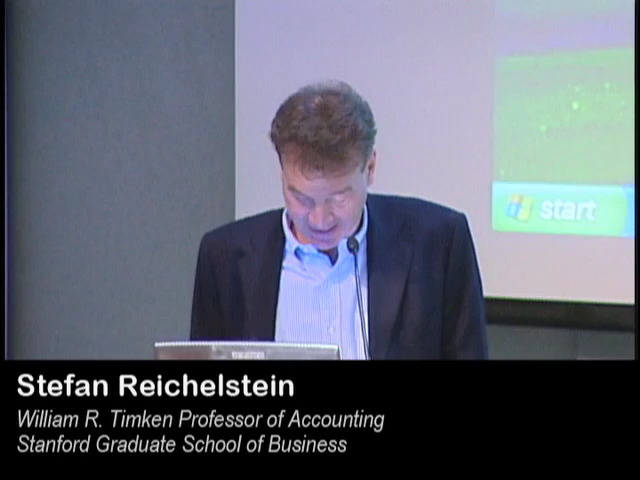 start
Stefan Reichelstein
William R. Timken Professor of Accounting
Stanford Graduate School of Business